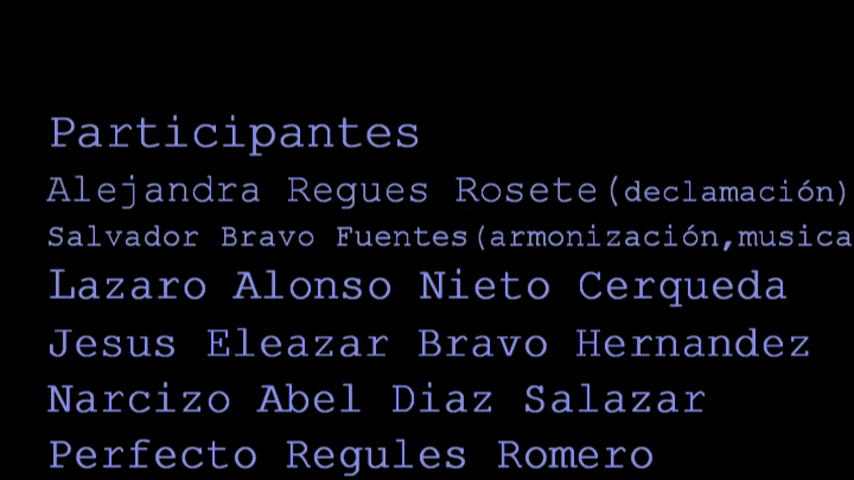 Participantes
Alejandra Regues Rosete(declamación)
Salvador Bravo Fuentes(armonización,musica
Lazaro Alonso Nieto Cerqueda
Jesus Eleazar Bravo Hernandez
Narcizo Abel Diaz Salazar
Perfecto Regules Romero